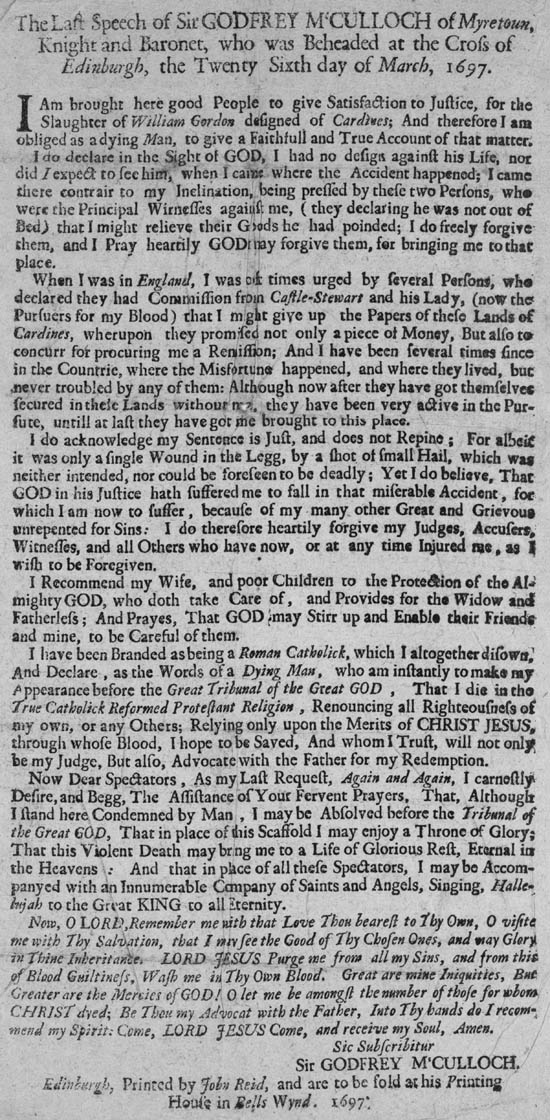 The Laſt Speech of Sir GODFREY MᶜCULLOCH of Myretoun,
Knight and Baronet, who was Beheaded at the Croſs of
Edinburgh, the Twenty Sixth day of March, 1697.
I Am brought here good People to give Satisfaction to Juſtice, for the
Slaughter of William Gordon deſigned of Cardines; And therefore I am
obliged as a dying Man, to give a Faithfull and True Account of that matter.
I do declare in the Sight of GOD, I had no deſign againſt his Life, nor
did I expect to ſee him, when I came where the Accident happened; I came
there contrair to my Inclination, being preſſed by theſe two Perſons, who
were the Principal Witneſſes againſt me, ( they declaring he was not out of
Bed) that I might relieve their Goods he had poinded; I do freely forgive
them, and I Pray heartily GOD may forgive them, for bringing me to that
place.
When I was in England, I was oft times urged by ſeveral Perſons, who
declared they had Commiſſion from Caſtle-Stewart and his Lady, (now the
Purſuers for my Blood) that I might give up the Papers of theſe Lands of
Cardines, wherupon they promiſed not only a piece of Money, But alſo to
concurr for procuring me a Remiſſion; And I have been ſeveral times ſince
in the Countrie, where the Misfortune happened, and where they lived, but
never troubled by any of them: Although now after they have got themſelves
ſecured in theſe Lands without me, they have been very active in the Pur-
ſute, untill at laſt they have got me brought to this place.
I do acknowledge my Sentence is Juſt, and does not Repine; For albeit
it was only a ſingle Wound in the Legg, by a ſhot of ſmall Hail, which was
neither intended, nor could be foreſeen to be deadly; Yet I do believe, That
GOD in his Juſtice hath ſuffered me to fall in that miſerable Accident, for
which I am now to ſuffer, becauſe of my many other Great and Grievous
unrepented for Sins: I do therefore heartily forgive my Judges, Accuſers,
Witneſſes, and all Others who have now, or at any time Injured me, as I
wiſh to be Foregiven.
I Recommend my Wife, and poor Children to the Protection of the Al-
mighty GOD, who doth take Care of, and Provides for the Widow and
Fatherleſs; And Prayes, That GOD may Stirr up and Enable their Friends
and mine, to be Careful of them.
I have been Branded as being a Roman Catholick, which I altogether diſown,
And Declare, as the Words of a Dying Man, who am inſtantly to make my
Appearance before the Great Tribunal of the Great GOD, That I die in the
True Catholick Reformed Proteſtant Religion, Renouncing all Righteouſneſs of
my own, or any Others; Relying only upon the Merits of CHRIST JESUS,
through whoſe Blood, I hope to be Saved, And whom I Truſt, will not only
be my Judge, But alſo, Advocate with the Father for my Redemption.
Now Dear Spectators, As my Laſt Requeſt, Again and Again, I earneſtly
Deſire, and Begg, The Aſſiſtance of Your Fervent Prayers, That, Although
I ſtand here Condemned by Man, I may be Abſolved before the Tribunal of
the Great GOD, That in place of this Scaffold I may enjoy a Throne of Glory;
That this Violent Death may bring me to a Life of Glorious Reſt, Eternal in
the Heavens: And that in place of all theſe Spectators, I may be Accom-
panyed with an Innumerable Company of Saints and Angels, Singing, Halle-
lujah to the Great KING to all Eternity.
Now, O LORD, Remember me with that Love Thou beareſt to Thy Own, O viſite
me with Thy Salvation, that I may ſee the Good of Thy Choſen Ones, and may Glory
in Thine Inheritance. LORD JESUS Purge me from all my Sins, and from this
of Blood Guiltineſs, Waſh me in Thy Own Blood. Great are mine Iniquities, But
Greater are the Mercies of GOD! O let me be amongſt the number of thoſe for whom
CHRIST dyed; Be Thou my Advocat with the Father, Into Thy hands do I recom-
mend my Spirit: Come, LORD JESUS Come, and receive my Soul, Amen.
Sic Subſcribitur
Sir GODFREY MᶜCULLOCH.
Edinburgh, Printed by John Reid, and are to be ſold at his Printing
Houſe in Bells Wynd. 1697.